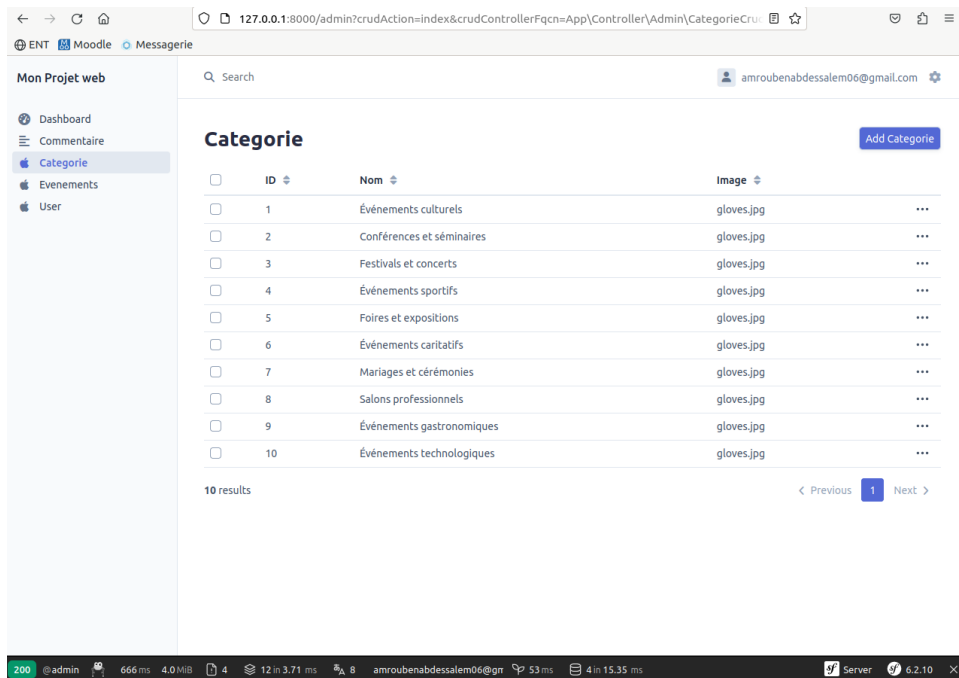 127.0.0.1:8000/admin?crudAction=index&crudControllerFqcn=App\Controller\Admin\CategorieCru
ENT Moodle Messagerie
Mon Projet web
Search
amroubenabdessalem06@gmail.com
Dashboard
Commentaire
Categorie
Evenements
User
Categorie
Add Categorie
ID Nom Image
1 Événements culturels gloves.jpg ...
2 Conférences et séminaires gloves.jpg ...
3 Festivals et concerts gloves.jpg ...
4 Événements sportifs gloves.jpg ...
5 Foires et expositions gloves.jpg ...
6 Événements caritatifs gloves.jpg ...
7 Mariages et cérémonies gloves.jpg ...
8 Salons professionnels gloves.jpg ...
9 Événements gastronomiques gloves.jpg ...
10 Événements technologiques gloves.jpg ...
10 results
Previous 1 Next
200 @admin 666 ms 4.0 MiB 4 12 in 3.71 ms 8 amroubenabdessalem06@gm 53 ms 4 in 15.35 ms Server 6.2.10